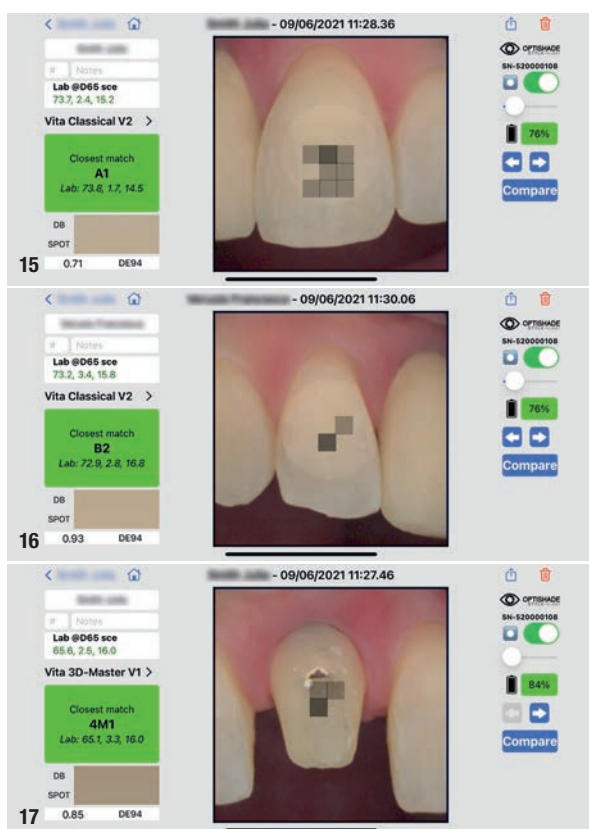 - 09/06/2021 11:28.36
OPTISHADE
SN-520000108
# Notes
Lab @D65 sce
73.7, 2.4, 15.2
Vita Classical V2 >
76%
Closest match
A1
Lab: 73.8, 1.7, 14.5
Compare
DB
SPOT
0.71 DE94
15
- 09/06/2021 11:30.06
OPTISHADE
SN-520000108
# Notes
Lab @D65 sce
73.2, 3.4, 15.8
Vita Classical V2 >
76%
Closest match
B2
Lab: 72.9, 2.8, 16.8
Compare
DB
SPOT
0.93 DE94
16
- 09/06/2021 11:27.46
OPTISHADE
SN-520000108
# Notes
Lab @D65 sce
65.6, 2.5, 16.0
Vita 3D-Master V1 >
84%
Closest match
4M1
Lab: 65.1, 3.3, 16.0
Compare
DB
SPOT
0.85 DE94
17